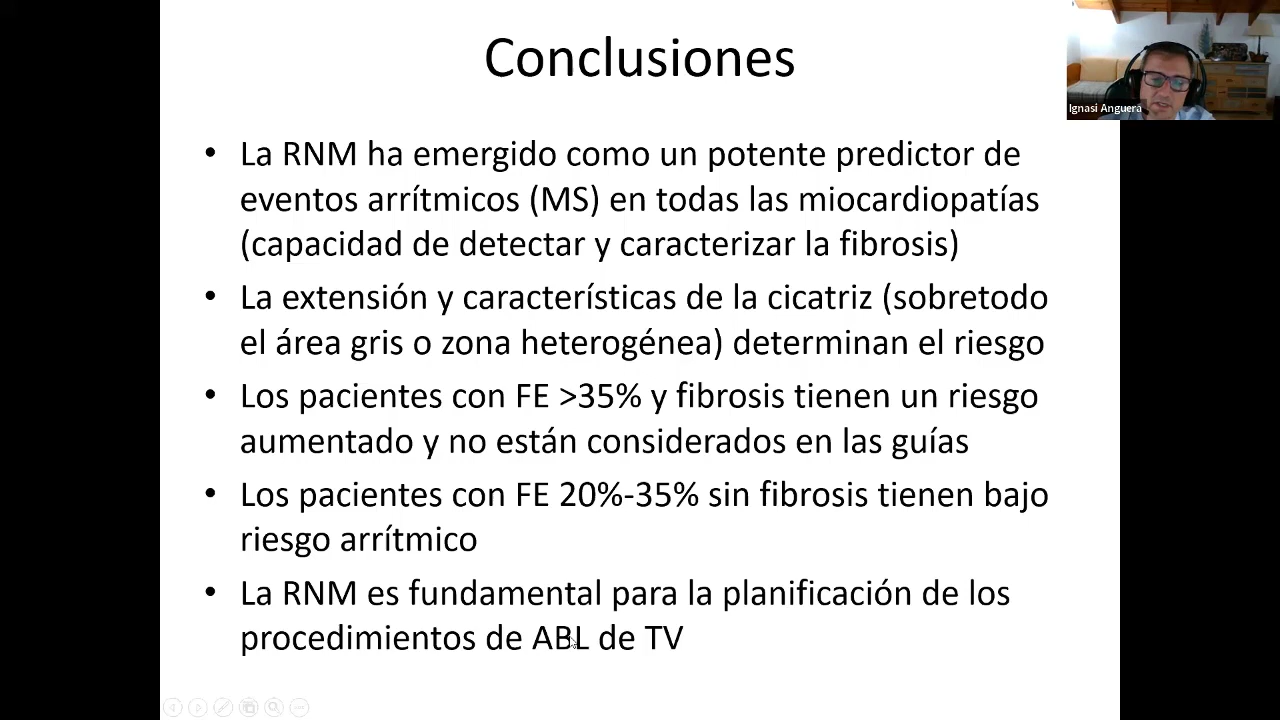 Conclusiones
Ignasi Anguera
• La RNM ha emergido como un potente predictor de
eventos arrítmicos (MS) en todas las miocardiopatías
(capacidad de detectar y caracterizar la fibrosis)
• La extensión y características de la cicatriz (sobretodo
el área gris o zona heterogénea) determinan el riesgo
• Los pacientes con FE >35% y fibrosis tienen un riesgo
aumentado y no están considerados en las guías
• Los pacientes con FE 20%-35% sin fibrosis tienen bajo
riesgo arrítmico
• La RNM es fundamental para la planificación de los
procedimientos de ABL de TV